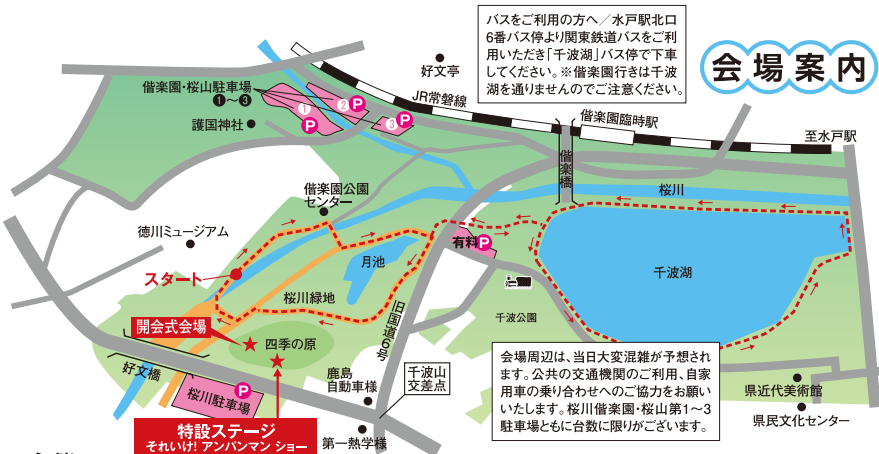 バスをご利用の方へ／水戸駅北口
6番バス停より関東鉄道バスをご利
用いただき「千波湖」バス停で下車
してください。※偕楽園行きは千波
湖を通りませんのでご注意ください。
会場案内
好文亭
偕楽園・桜山駐車場
❶〜❸
護国神社
1
2
3
P
P
P
JR常磐線
偕楽園臨時駅
至水戸駅
偕楽橋
桜川
偕楽園公園
センター
徳川ミュージアム
スタート
月池
有料
P
千波湖
桜川緑地
旧国道6号
千波公園
開会式会場
四季の原
好文橋
鹿島
自動車様
千波山
交差点
P
桜川駐車場
特設ステージ
それいけ! アンパンマン ショー
第一熱学様
会場周辺は、当日大変混雑が予想され
ます。公共の交通機関のご利用、自家
用車の乗り合わせへのご協力をお願い
いたします。桜川偕楽園・桜山第1〜3
駐車場ともに台数に限りがございます。
県近代美術館
県民文化センター